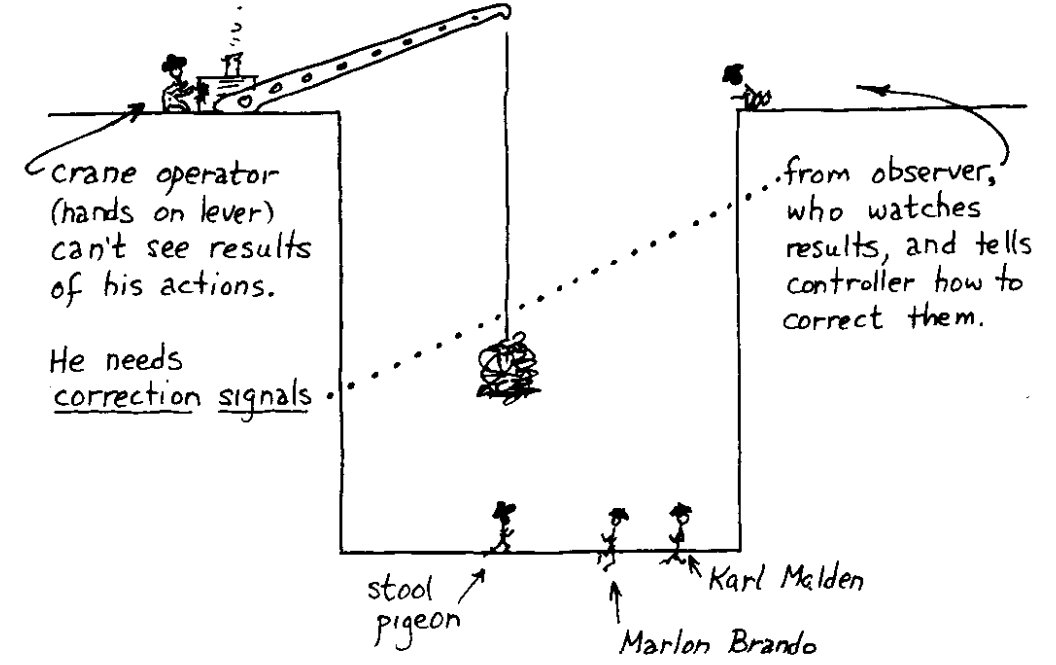 crane operator
(hands on lever)
can't see results
of his actions.
He needs
correction signals
from observer,
who watches
results, and tells
controller how to
correct them.
stool
pigeon
Marlon Brando
Karl Malden